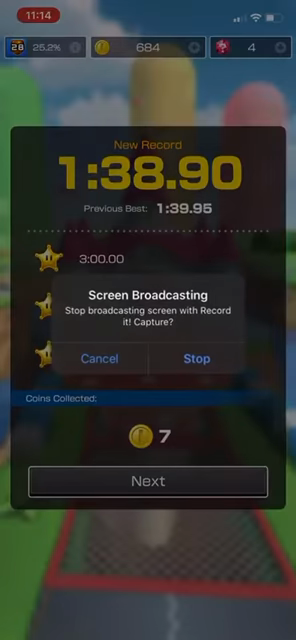 11:14
28 25.2% 684 4
New Record
1:38.90
Previous Best: 1:39.95
3:00.00
Screen Broadcasting
Stop broadcasting screen with Record
it! Capture?
Cancel Stop
Coins Collected:
7
Next